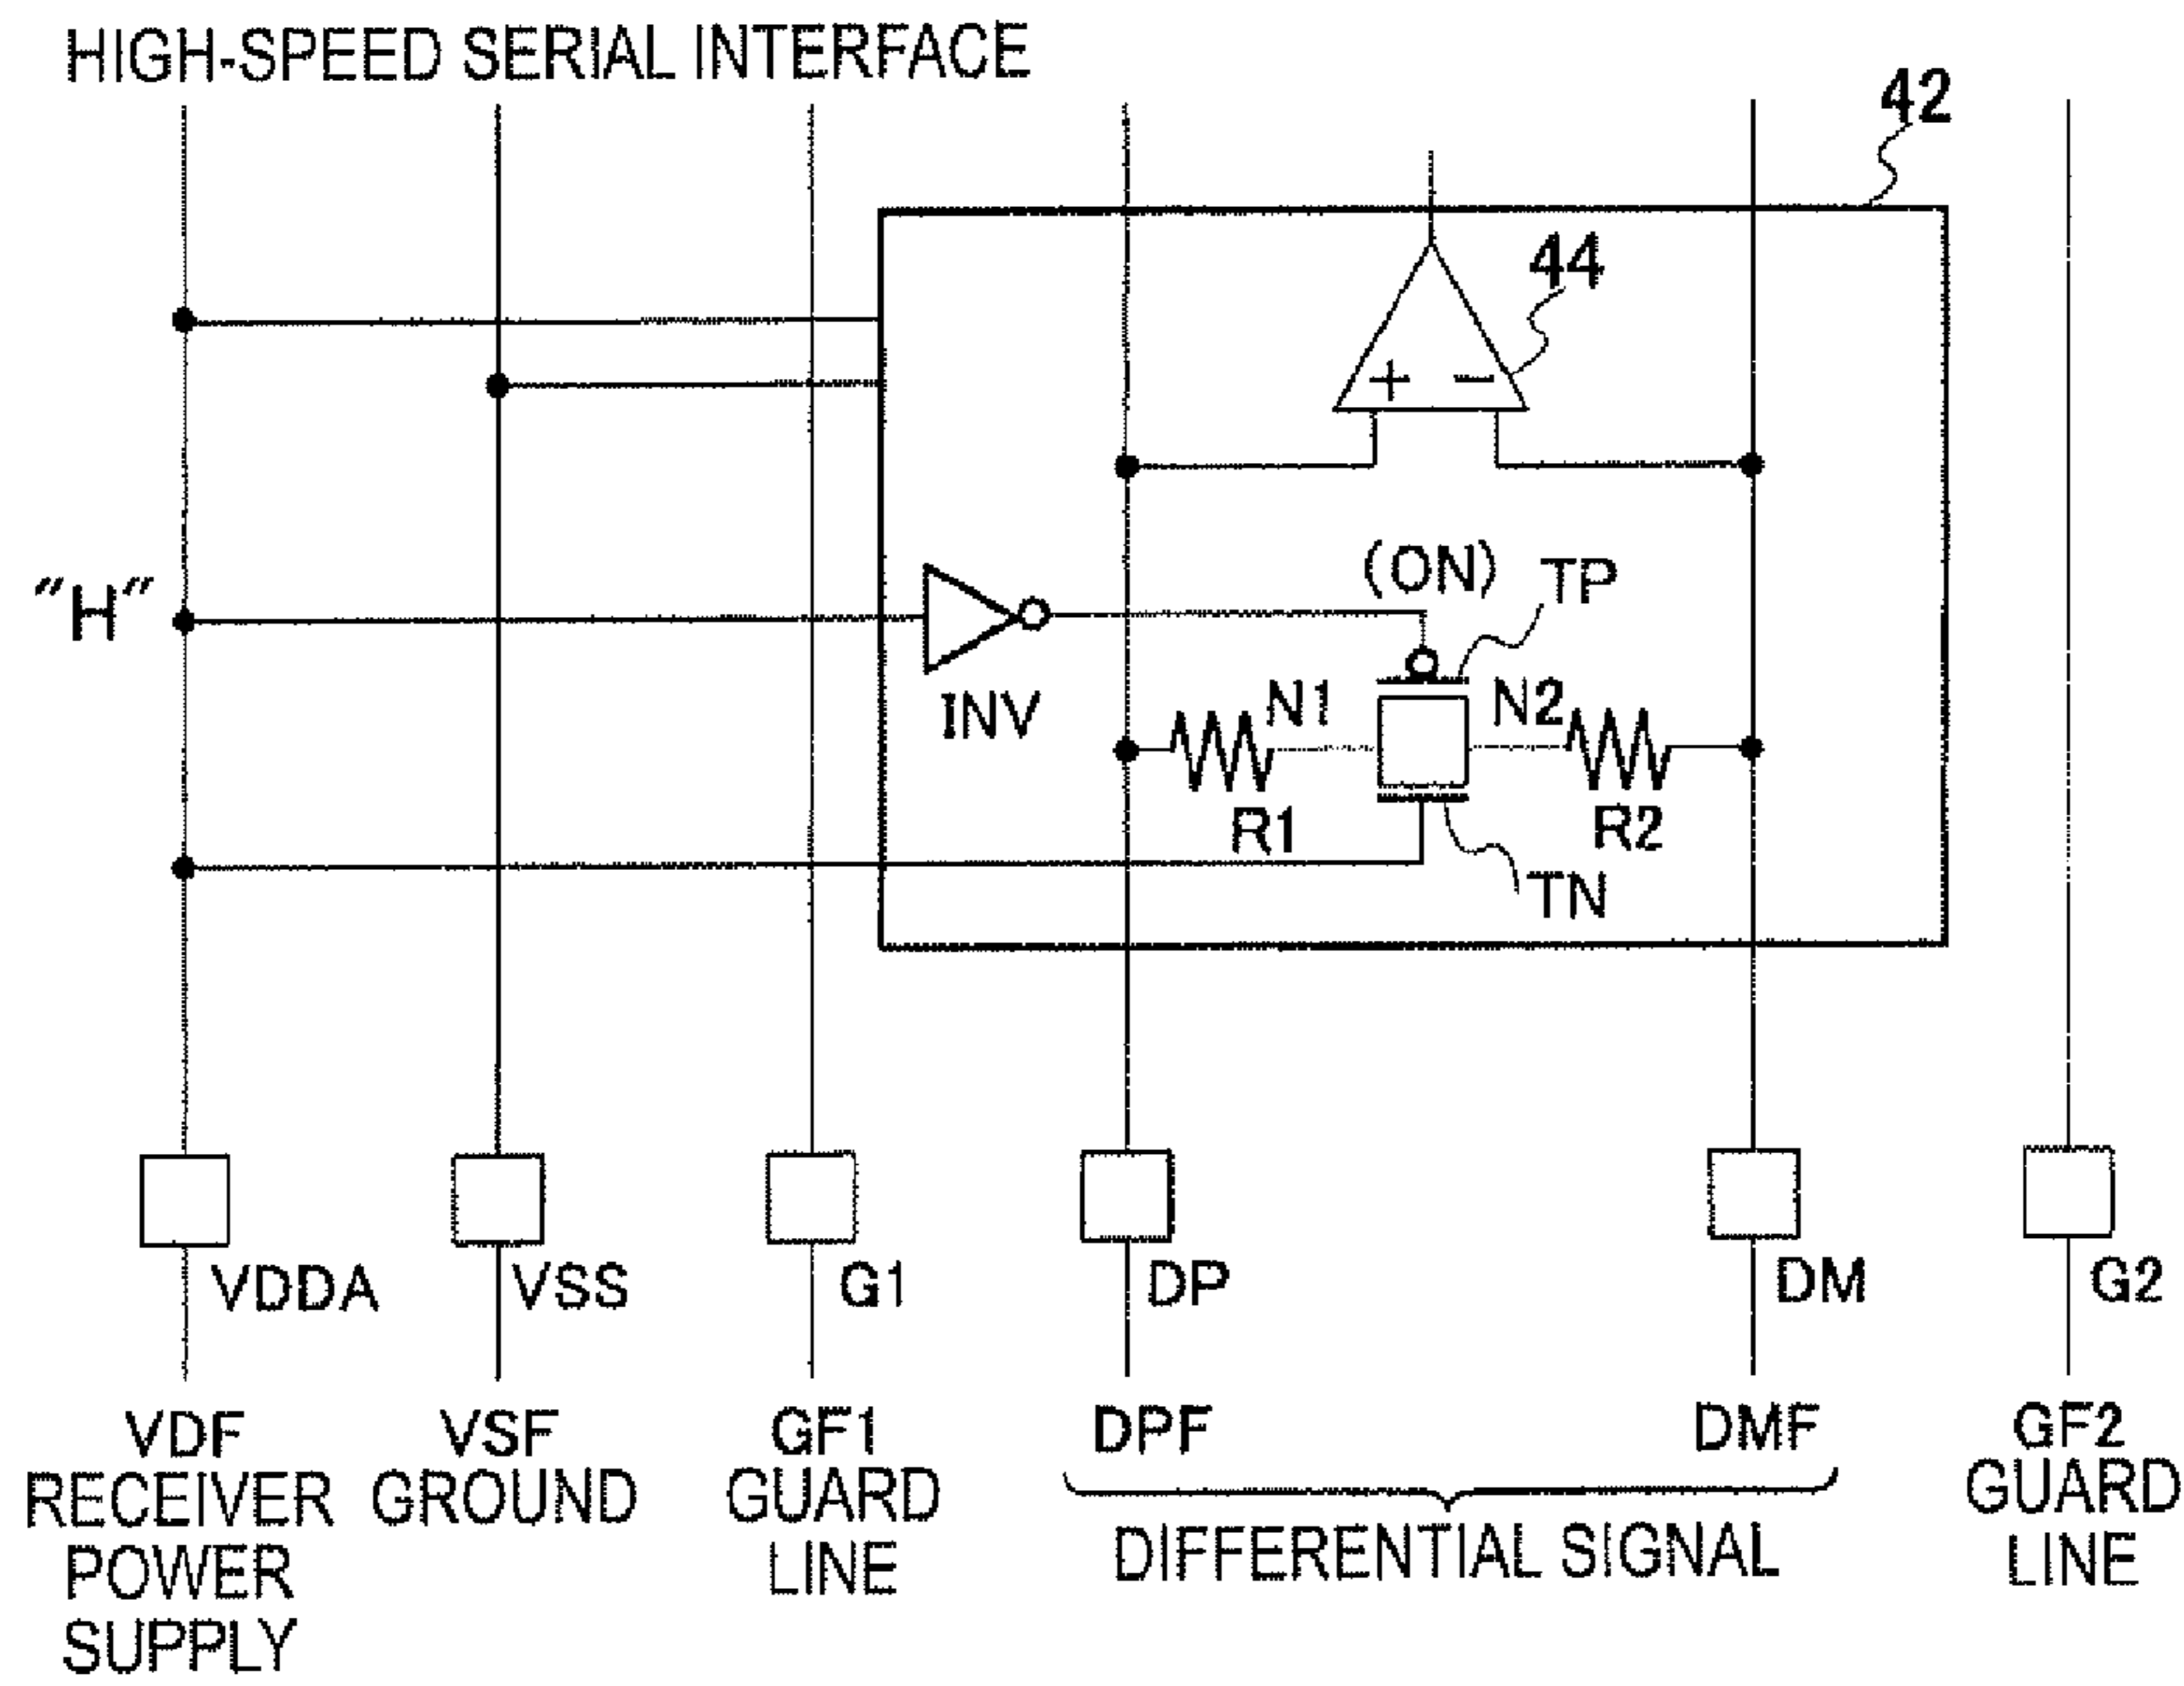 HIGH-SPEED SERIAL INTERFACE
42
44
+ -
"H"
(ON)
TP
INV
N1
N2
R1
R2
TN
VDDA
VSS
G1
DP
DM
G2
VDF
VSF
GF1
DPF
DMF
GF2
RECEIVER
POWER
SUPPLY
GROUND
GUARD
LINE
DIFFERENTIAL SIGNAL
GUARD
LINE